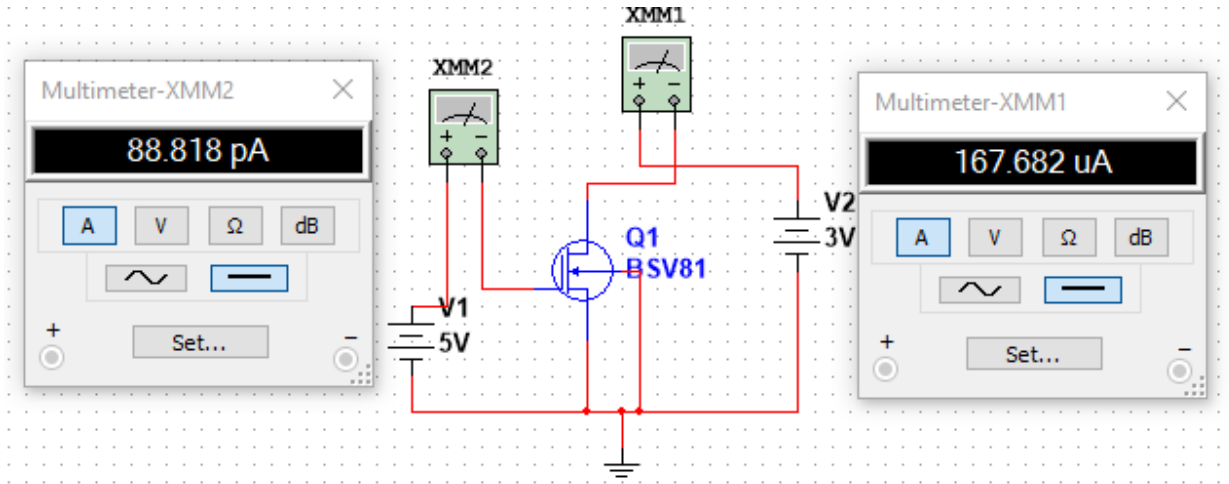 XMM1
XMM2
Multimeter-XMM2
88.818 pA
A V Ω dB
+ Set... -
Multimeter-XMM1
167.682 uA
A V Ω dB
+ Set... -
+ -
+ -
V1
5V
Q1
BSV81
V2
3V